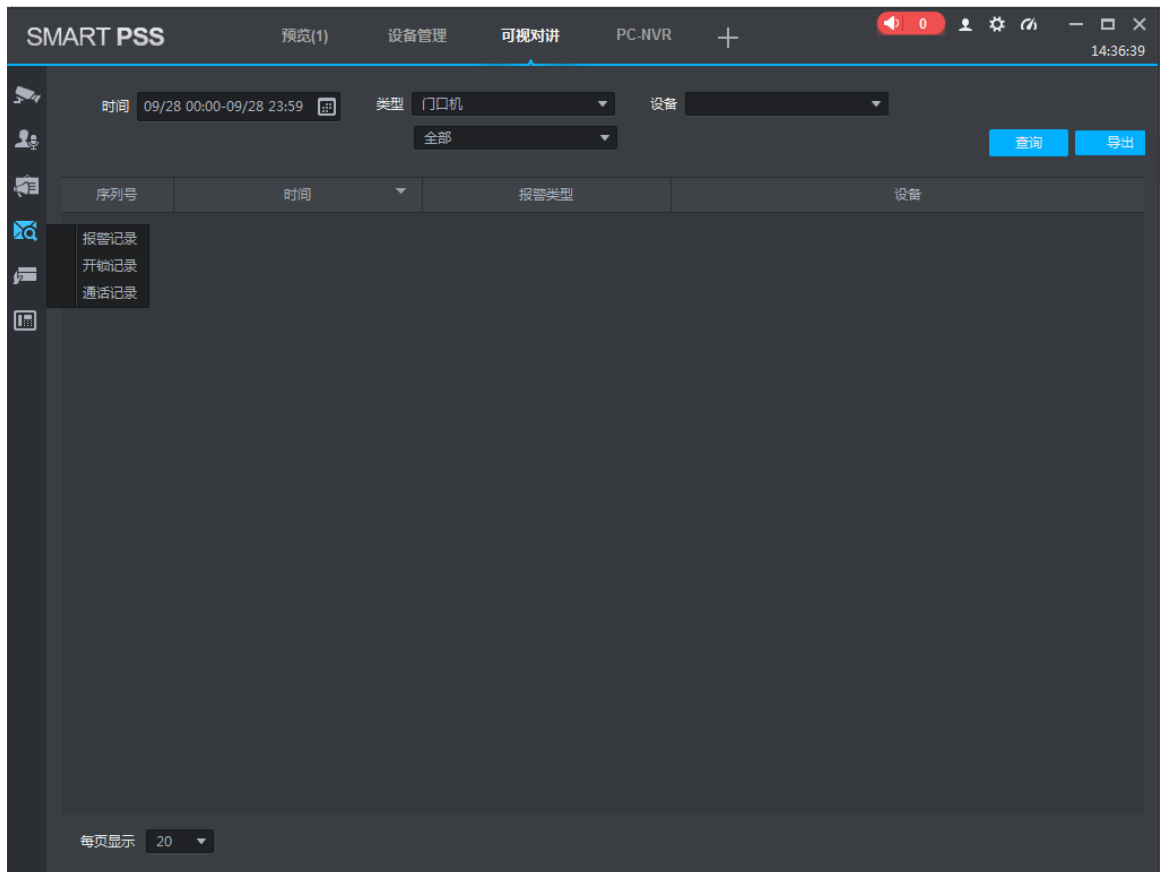 SMART PSS 预览(1) 设备管理 可视对讲 PC-NVR 0
14:36:39
时间 09/28 00:00-09/28 23:59 类型 门口机 设备
全部
查询 导出
序列号 时间 报警类型 设备
报警记录
开锁记录
通话记录
每页显示 20